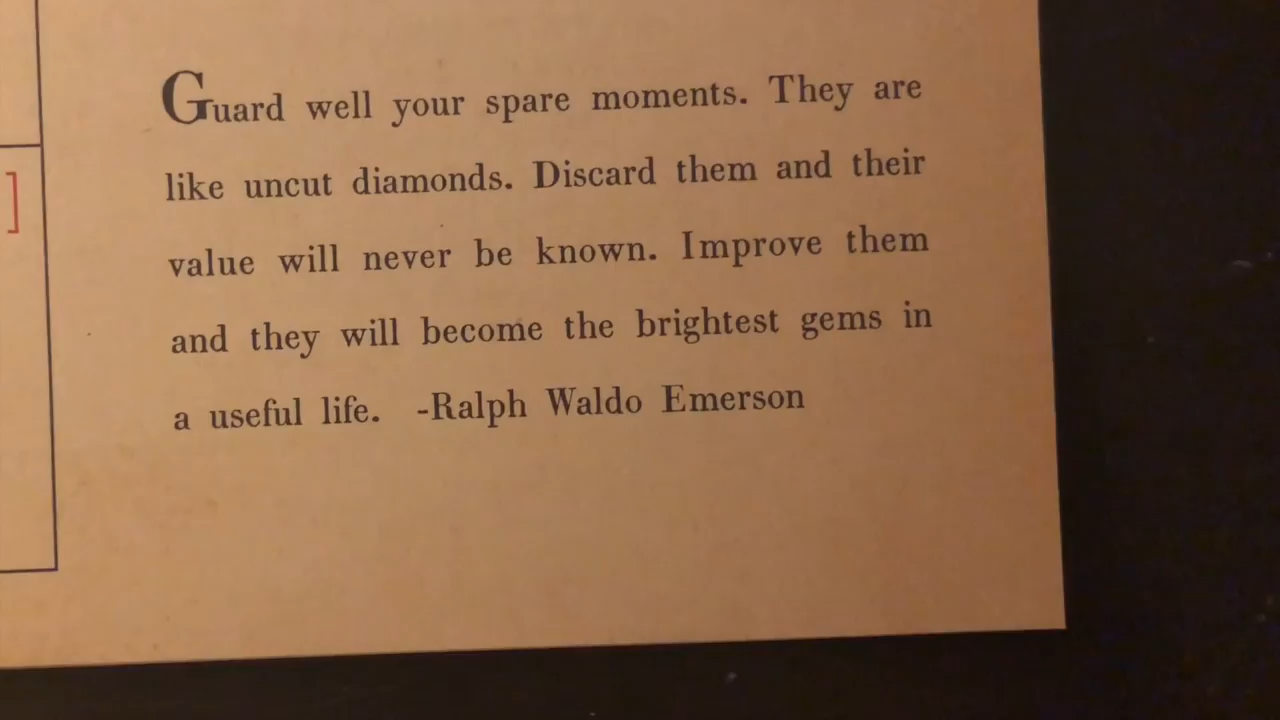 Guard well your spare moments. They are
like uncut diamonds. Discard them and their
value will never be known. Improve them
and they will become the brightest gems in
a useful life. -Ralph Waldo Emerson
]